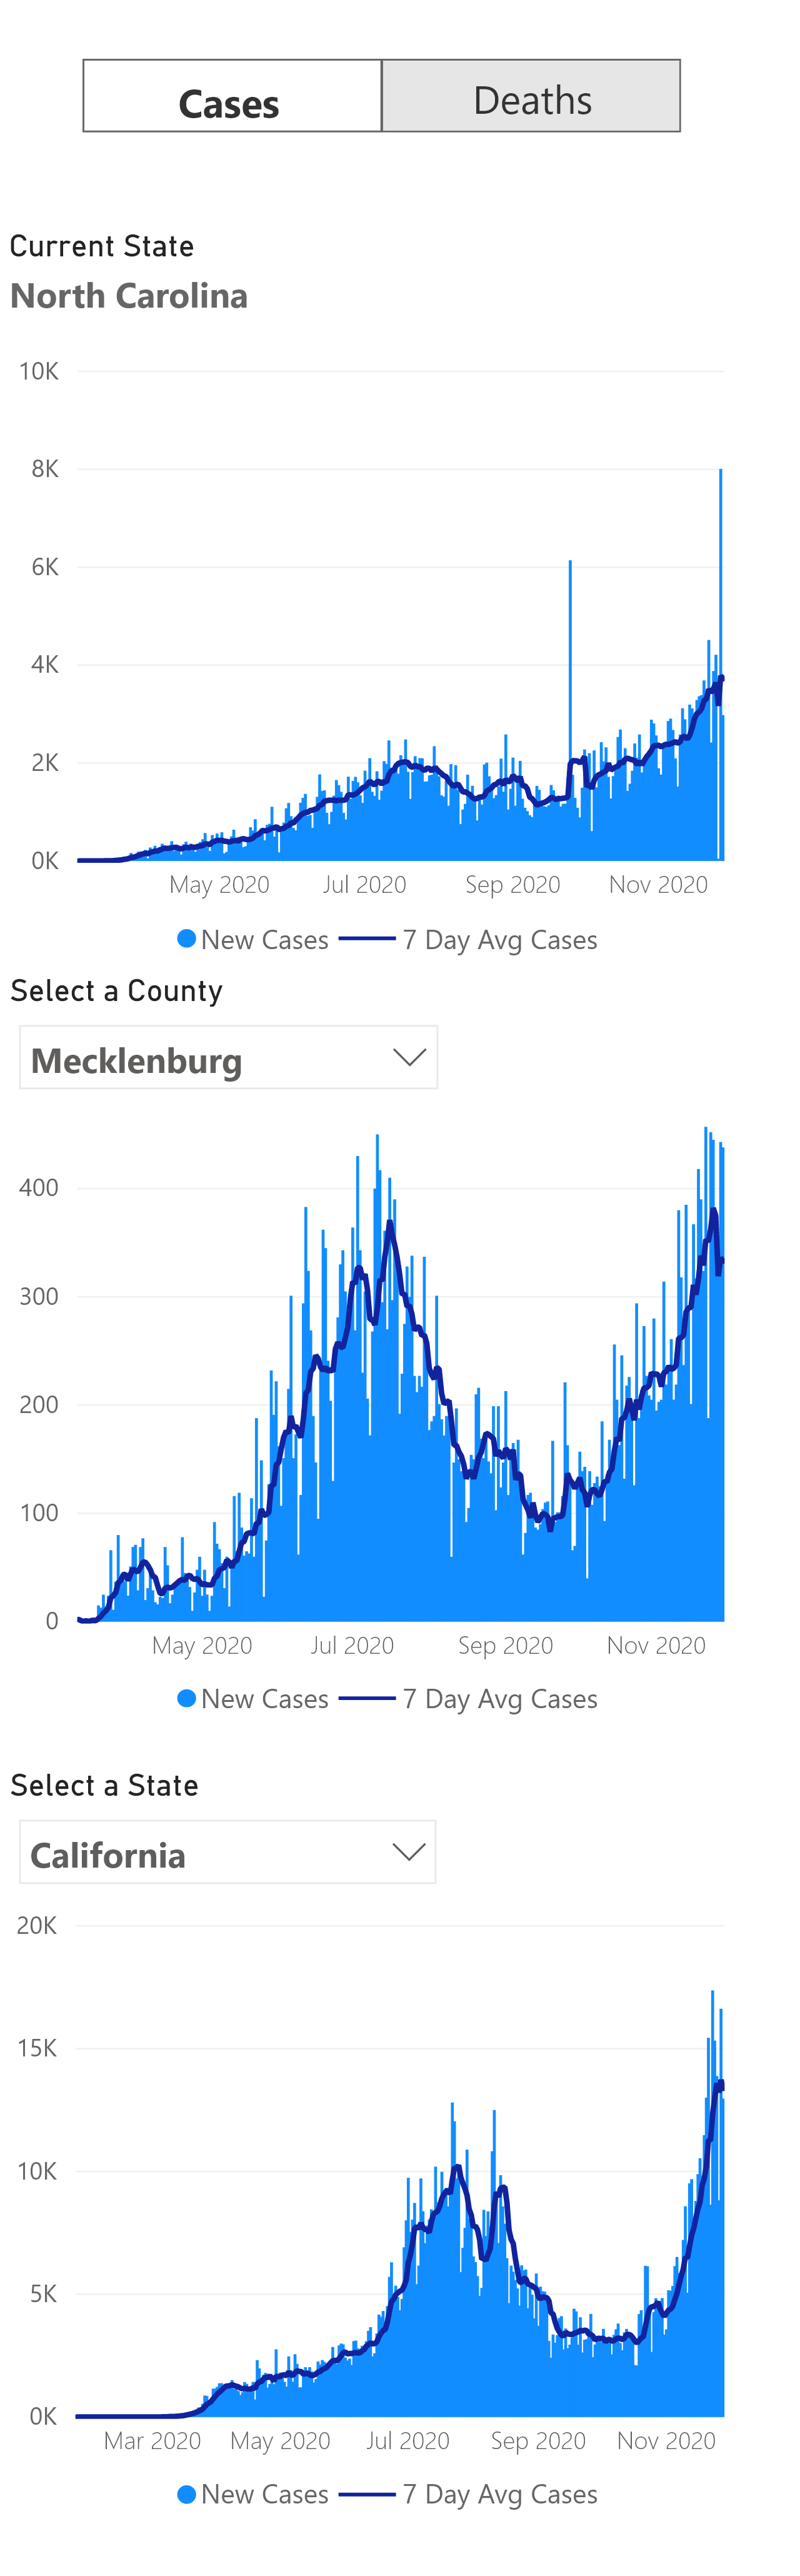 Cases Deaths
Current State
North Carolina
10K
8K
6K
4K
2K
0K
May 2020 Jul 2020 Sep 2020 Nov 2020
New Cases 7 Day Avg Cases
Select a County
Mecklenburg
400
300
200
100
0
May 2020 Jul 2020 Sep 2020 Nov 2020
New Cases 7 Day Avg Cases
Select a State
California
20K
15K
10K
5K
0K
Mar 2020 May 2020 Jul 2020 Sep 2020 Nov 2020
New Cases 7 Day Avg Cases